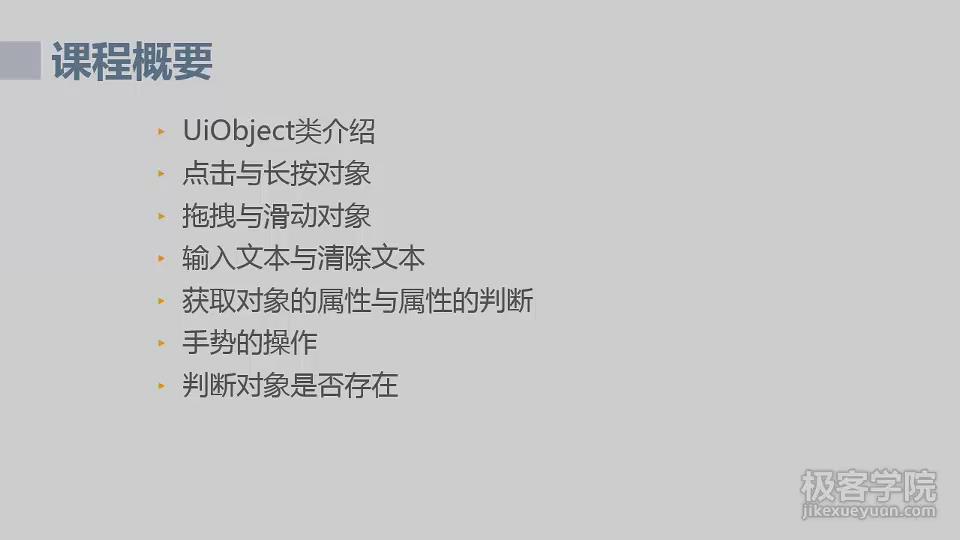 课程概要
UiObject类介绍
点击与长按对象
拖拽与滑动对象
输入文本与清除文本
获取对象的属性与属性的判断
手势的操作
判断对象是否存在
极客学院
jikexueyuan.com